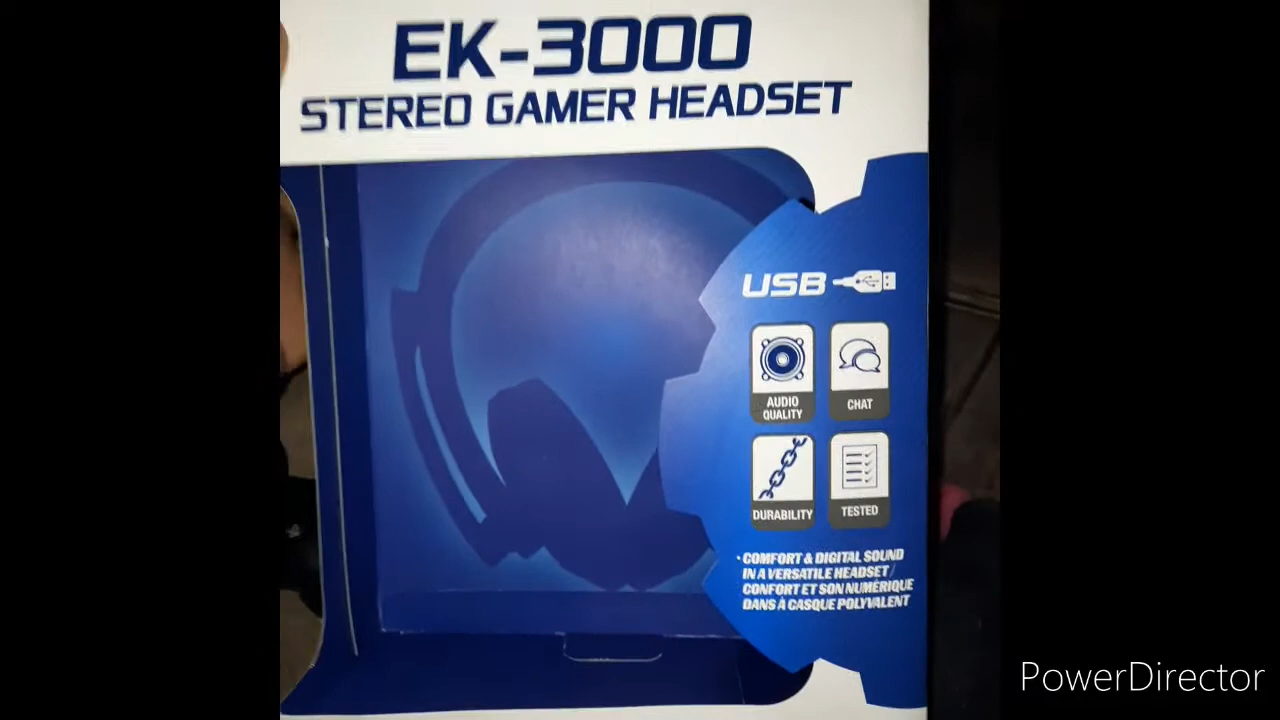 EK-3000
STEREO GAMER HEADSET
USB
AUDIO
QUALITY
CHAT
DURABILITY
TESTED
· COMFORT & DIGITAL SOUND
IN A VERSATILE HEADSET /
CONFORT ET SON NUMÉRIQUE
DANS À CASQUE POLYVALENT
PowerDirector